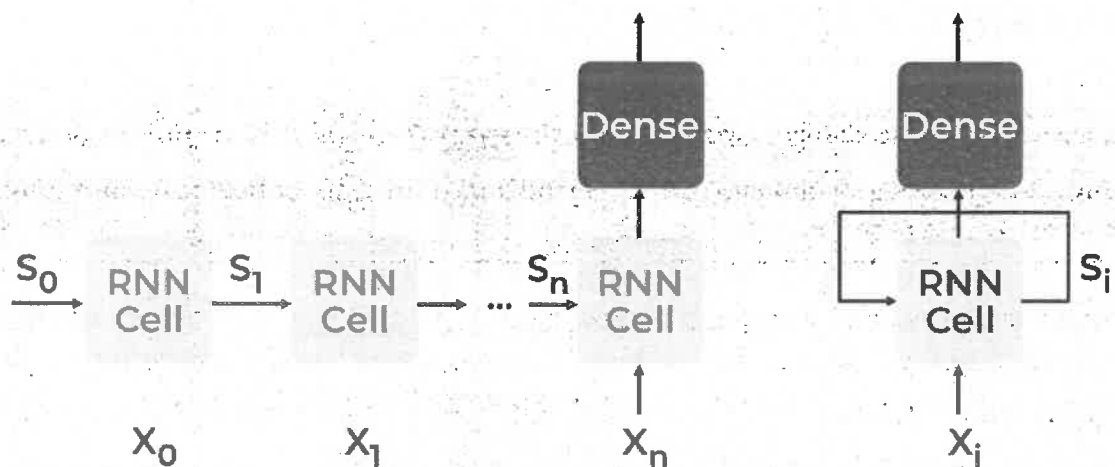 Dense Dense
S0 RNN Cell S1 RNN Cell ... Sn RNN Cell RNN Cell Si
X0 X1 Xn Xi